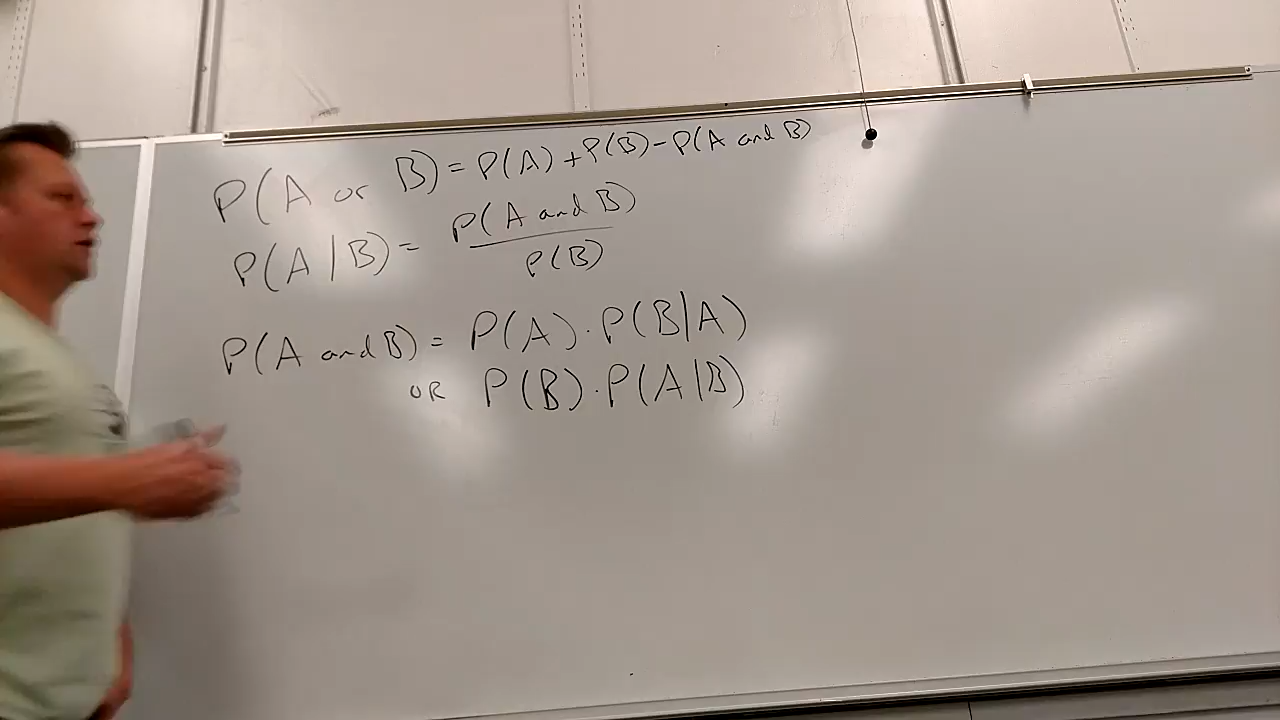 P(A or B) = P(A) + P(B) - P(A and B)
P(A | B) = P(A and B) / P(B)
P(A and B) = P(A) · P(B|A)
OR P(B) · P(A|B)